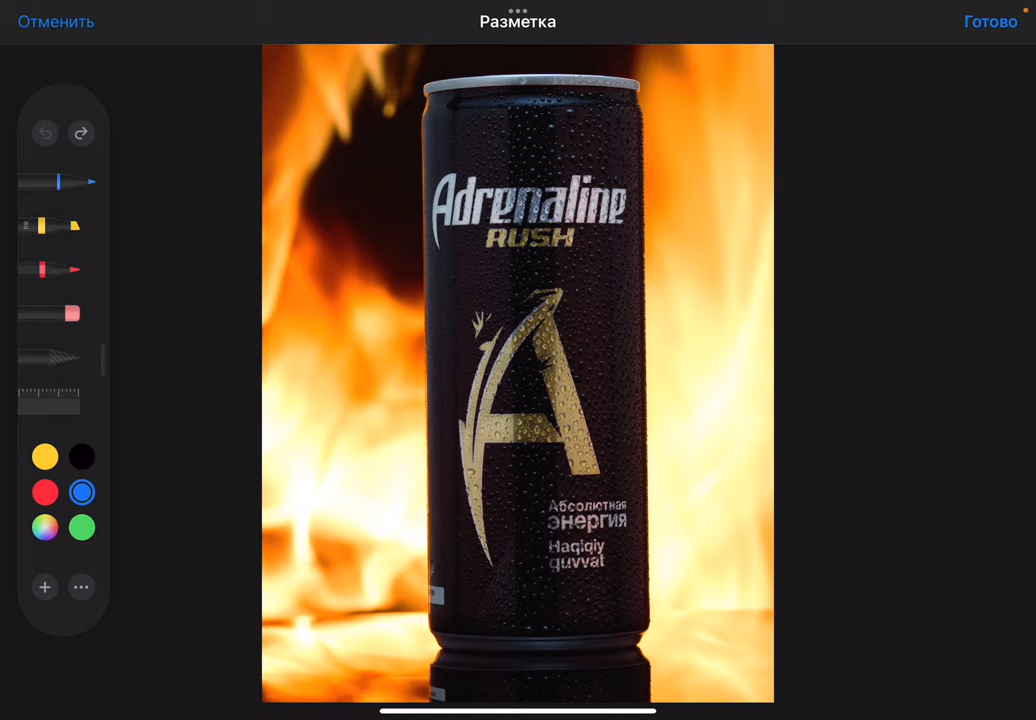 Отменить
Разметка
Готово
Adrenaline
RUSH
A
Абсолютная
энергия
Haqiqiy
quvvat